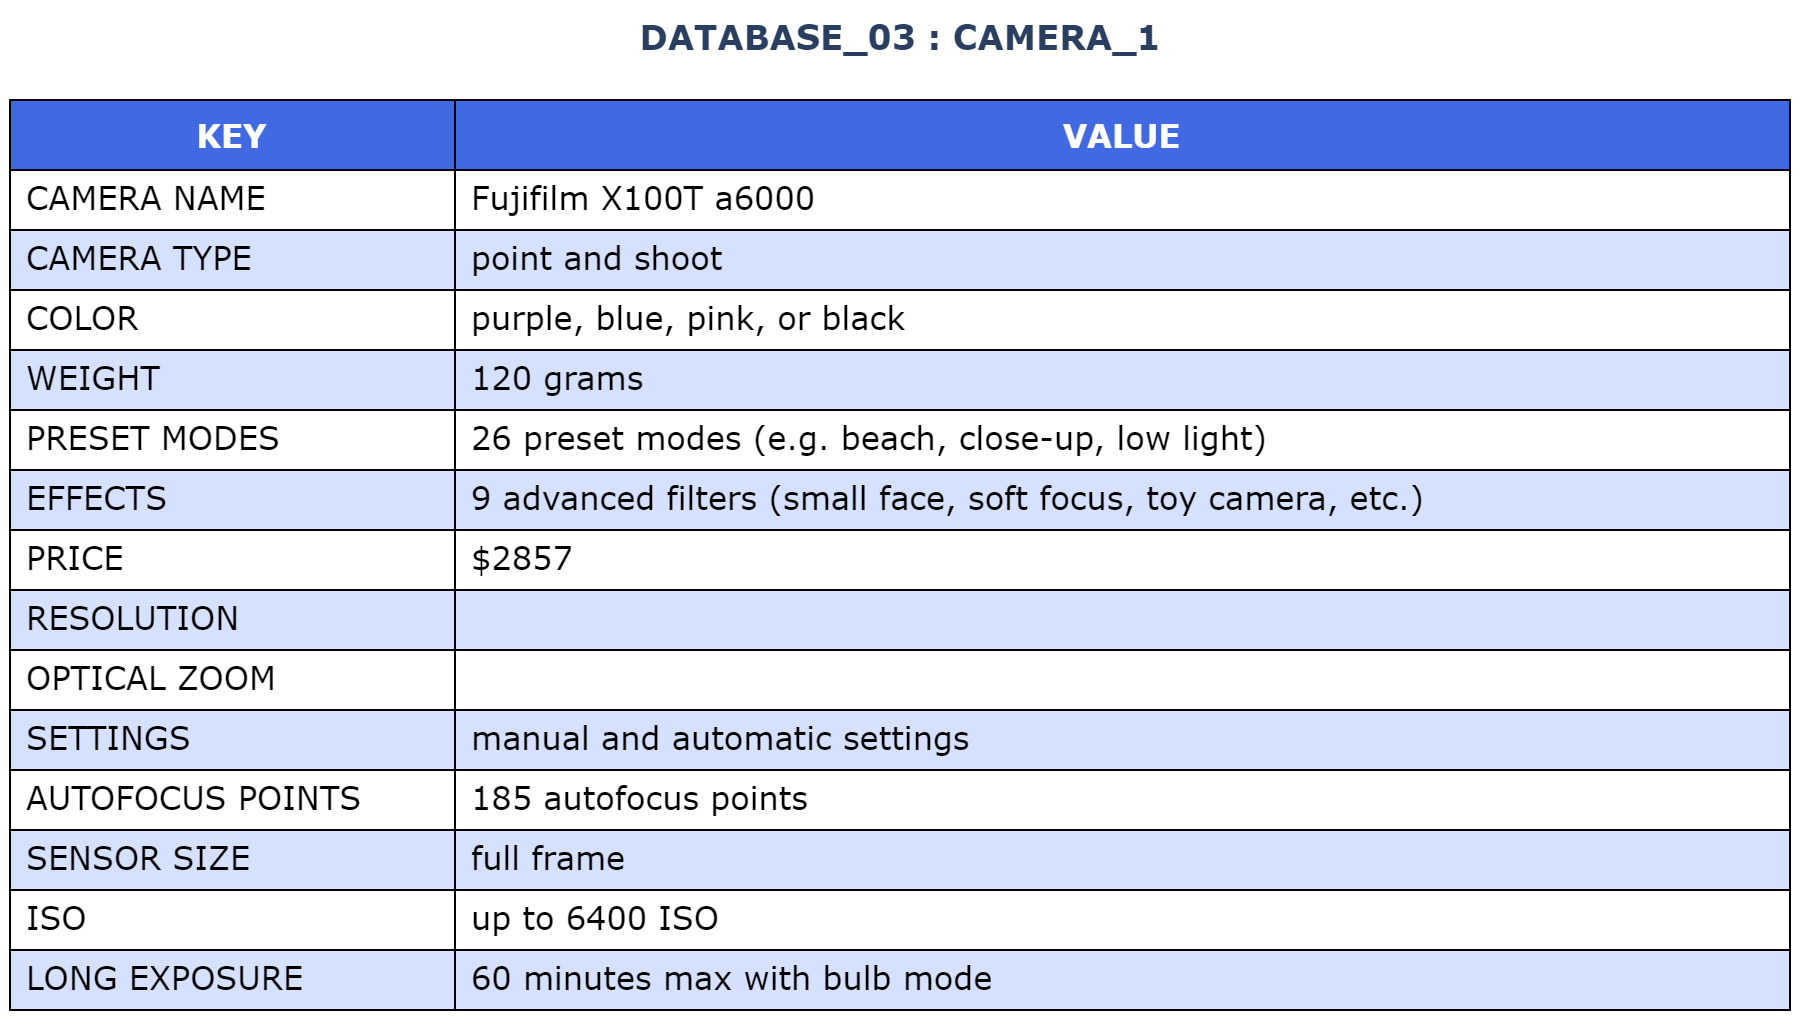 DATABASE_03 : CAMERA_1
KEY VALUE
CAMERA NAME Fujifilm X100T a6000
CAMERA TYPE point and shoot
COLOR purple, blue, pink, or black
WEIGHT 120 grams
PRESET MODES 26 preset modes (e.g. beach, close-up, low light)
EFFECTS 9 advanced filters (small face, soft focus, toy camera, etc.)
PRICE $2857
RESOLUTION
OPTICAL ZOOM
SETTINGS manual and automatic settings
AUTOFOCUS POINTS 185 autofocus points
SENSOR SIZE full frame
ISO up to 6400 ISO
LONG EXPOSURE 60 minutes max with bulb mode